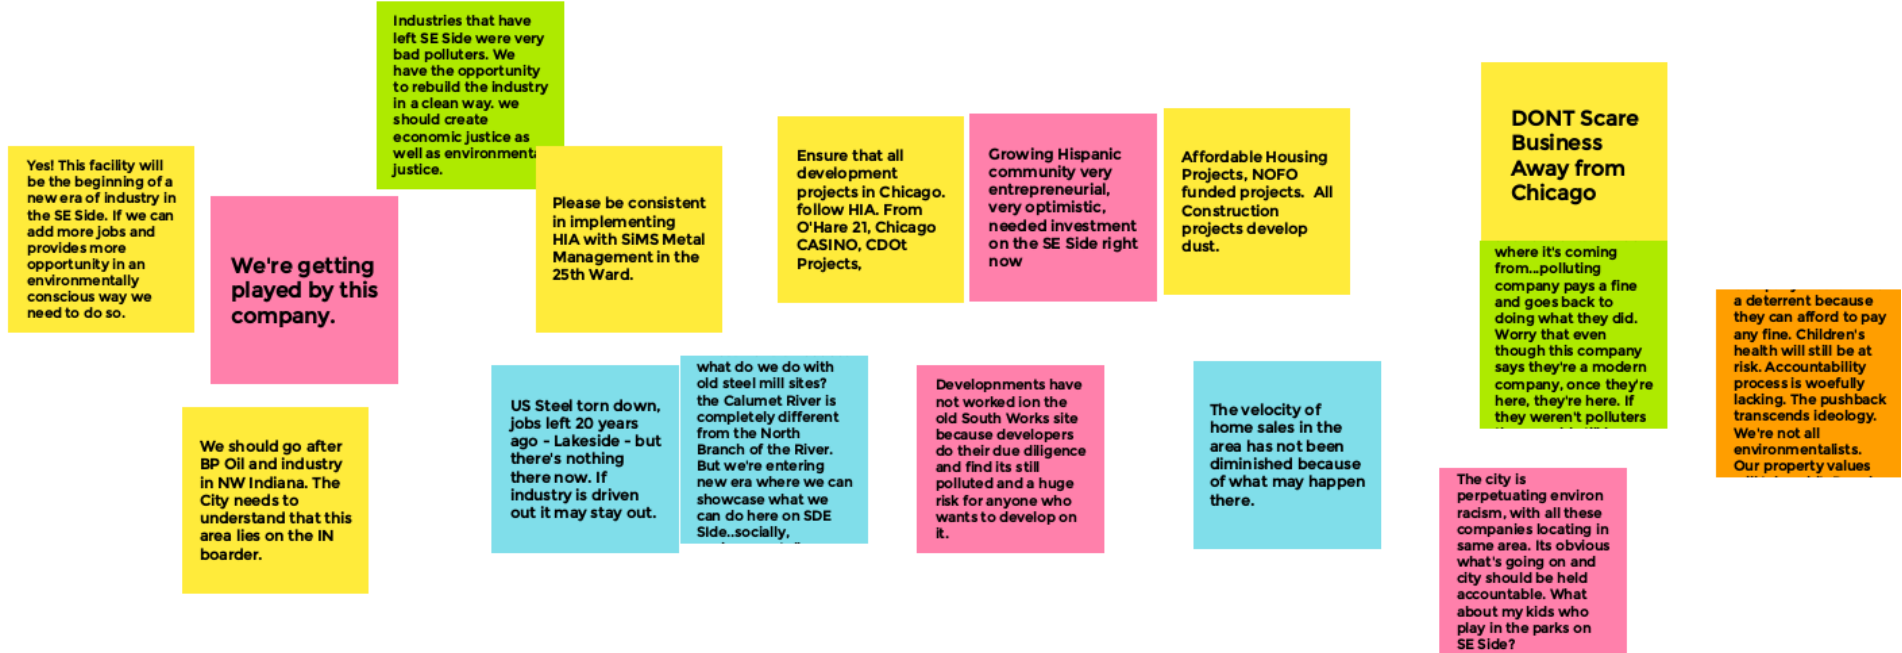 Industries that have
left SE Side were very
bad polluters. We
have the opportunity
to rebuild the industry
in a clean way. we
should create
economic justice as
well as environmenta
justice.
Yes! This facility will
be the beginning of a
new era of industry in
the SE Side. If we can
add more jobs and
provides more
opportunity in an
environmentally
conscious way we
need to do so.
We're getting
played by this
company.
Please be consistent
in implementing
HIA with SiMS Metal
Management in the
25th Ward.
Ensure that all
development
projects in Chicago.
follow HIA. From
O'Hare 21, Chicago
CASINO, CDOt
Projects,
Growing Hispanic
community very
entrepreneurial,
very optimistic,
needed investment
on the SE Side right
now
Affordable Housing
Projects, NOFO
funded projects. All
Construction
projects develop
dust.
DONT Scare
Business
Away from
Chicago
where it's coming
from...polluting
company pays a fine
and goes back to
doing what they did.
Worry that even
though this company
says they're a modern
company, once they're
here, they're here. If
they weren't polluters
a deterrent because
they can afford to pay
any fine. Children's
health will still be at
risk. Accountability
process is woefully
lacking. The pushback
transcends ideology.
We're not all
environmentalists.
Our property values
We should go after
BP Oil and industry
in NW Indiana. The
City needs to
understand that this
area lies on the IN
boarder.
US Steel torn down,
jobs left 20 years
ago - Lakeside - but
there's nothing
there now. If
industry is driven
out it may stay out.
what do we do with
old steel mill sites?
the Calumet River is
completely different
from the North
Branch of the River.
But we're entering
new era where we can
showcase what we
can do here on SDE
SIde..socially,
Developnments have
not worked ion the
old South Works site
because developers
do their due diligence
and find its still
polluted and a huge
risk for anyone who
wants to develop on
it.
The velocity of
home sales in the
area has not been
diminished because
of what may happen
there.
The city is
perpetuating environ
racism, with all these
companies locating in
same area. Its obvious
what's going on and
city should be held
accountable. What
about my kids who
play in the parks on
SE Side?